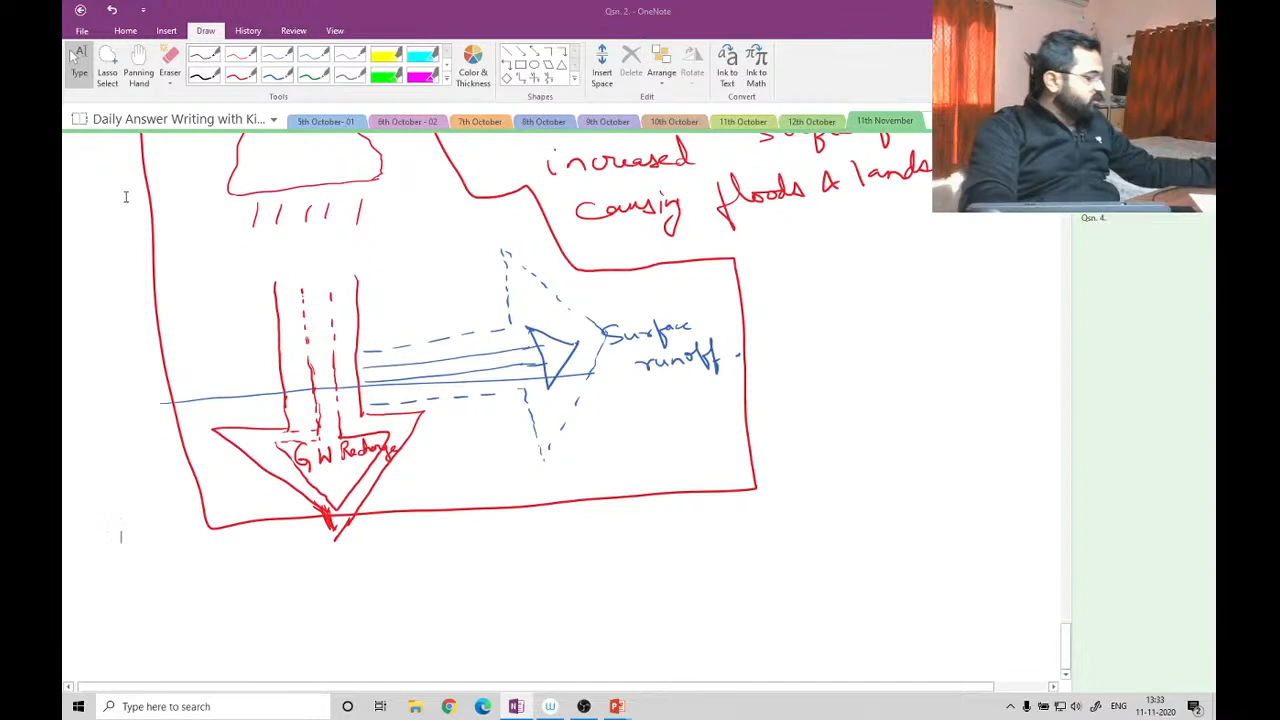 Qsn. 2. - OneNote
File Home Insert Draw History Review View
Type
Lasso Select
Panning Hand
Eraser
Color & Thickness
Insert Space
Delete
Arrange
Rotate
Ink to Text
Ink to Math
Tools
Shapes
Edit
Convert
Daily Answer Writing with Ki...
5th October- 01
6th October - 02
7th October
8th October
9th October
10th October
11th October
12th October
11th November
Qsn. 4.
increased
causing floods & lands
Surface
runoff.
GW Recharge
Type here to search
13:33
11-11-2020
2